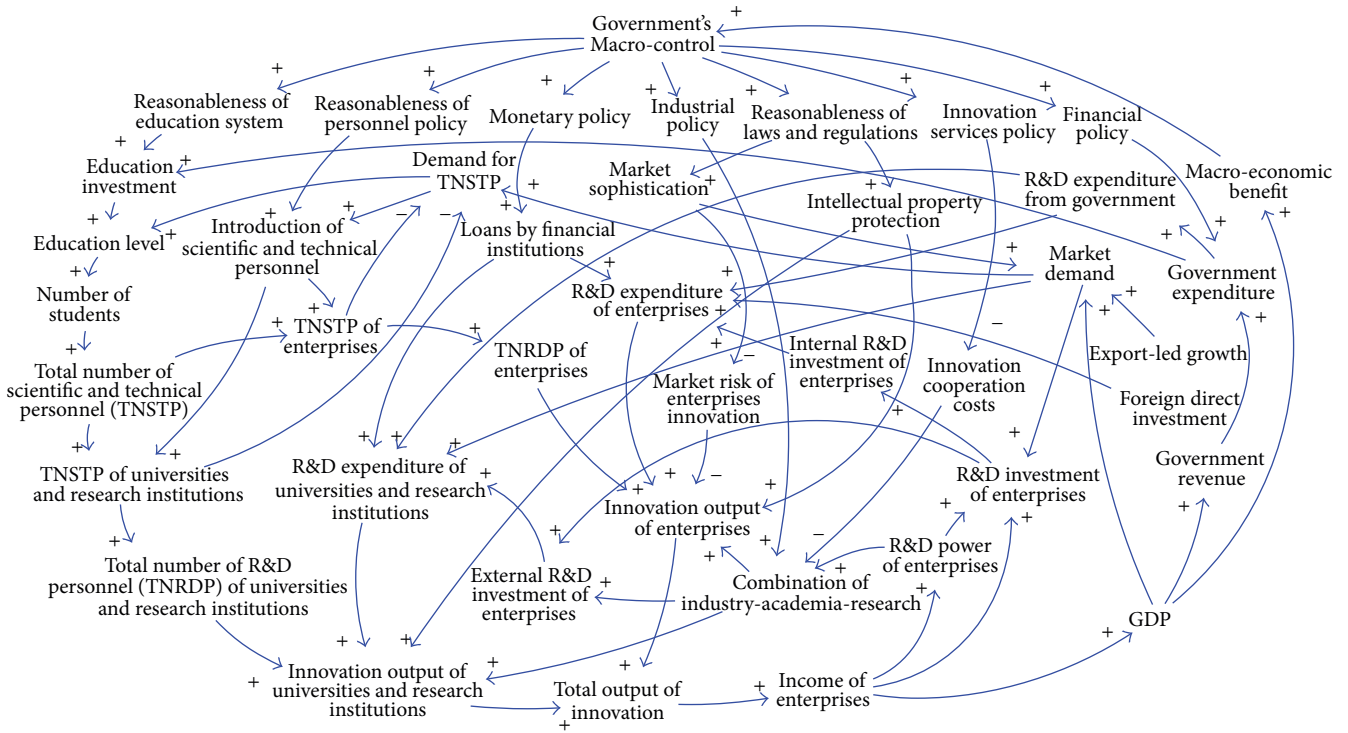 Government's
Macro-control
Reasonableness of
education system
Reasonableness of
personnel policy
Monetary policy
Industrial
policy
Reasonableness of
laws and regulations
Innovation
services policy
Financial
policy
Education
investment
Demand for
TNSTP
Market
sophistication
R&D expenditure
from government
Macro-economic
benefit
Education level
Introduction of
scientific and technical
personnel
Loans by financial
institutions
Intellectual property
protection
Market
demand
Government
expenditure
Number of
students
TNSTP of
enterprises
R&D expenditure
of enterprises
TNRDP of
enterprises
Internal R&D
investment of
enterprises
Export-led growth
Total number of
scientific and technical
personnel (TNSTP)
Market risk of
enterprises
innovation
Innovation
cooperation
costs
Foreign direct
investment
TNSTP of universities
and research institutions
R&D expenditure of
universities and research
institutions
Innovation output
of enterprises
R&D investment
of enterprises
Government
revenue
Total number of R&D
personnel (TNRDP) of universities
and research institutions
External R&D
investment of
enterprises
Combination of
industry-academia-research
R&D power
of enterprises
GDP
Innovation output of
universities and research
institutions
Total output of
innovation
Income of
enterprises